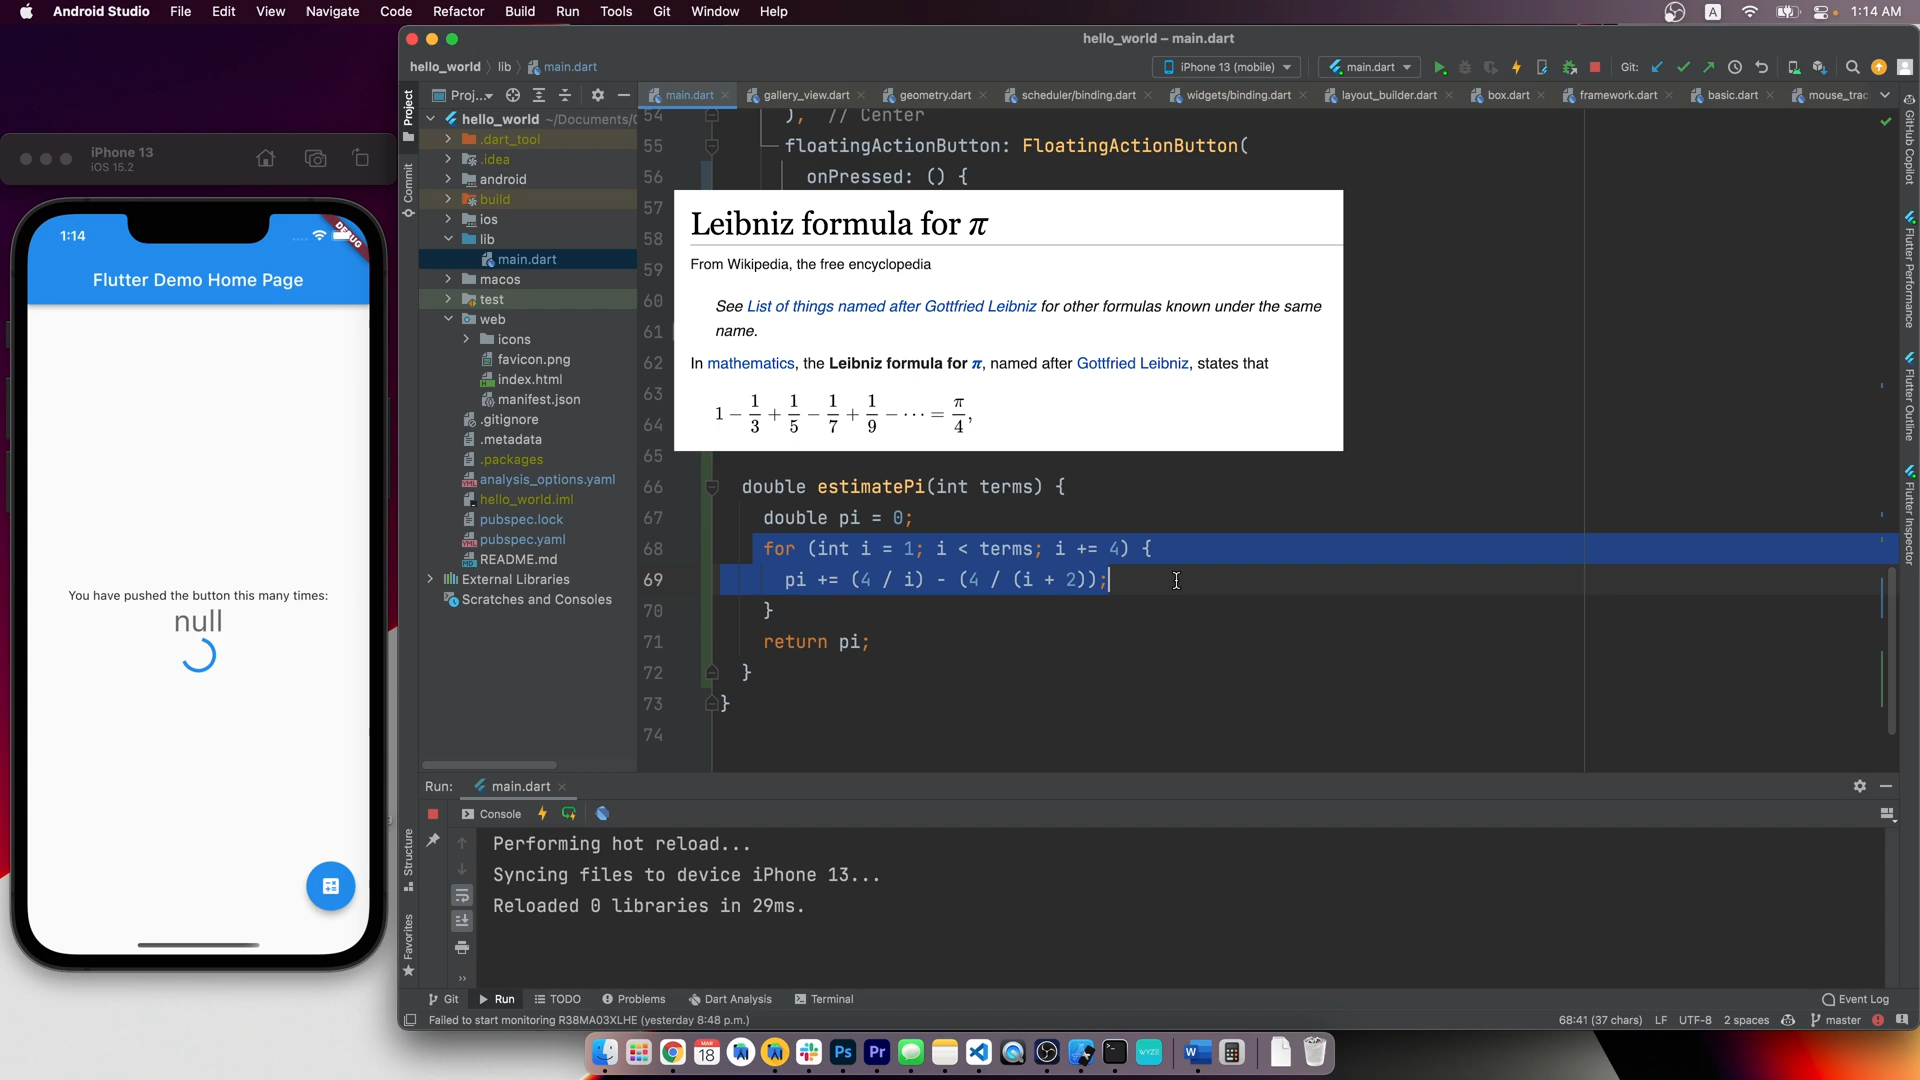 Android Studio File Edit View Navigate Code Refactor Build Run Tools Git Window Help
A 1:14 AM
iPhone 13
iOS 15.2
1:14
DEBUG
Flutter Demo Home Page
You have pushed the button this many times:
null
hello_world – main.dart
hello_world lib main.dart
iPhone 13 (mobile) main.dart Git:
Proj...
main.dart gallery_view.dart geometry.dart scheduler/binding.dart widgets/binding.dart layout_builder.dart box.dart framework.dart basic.dart mouse_trac
Project
Commit
Structure
Favorites
hello_world ~/Documents/
.dart_tool
.idea
android
build
ios
lib
main.dart
macos
test
web
icons
favicon.png
index.html
manifest.json
.gitignore
.metadata
.packages
analysis_options.yaml
hello_world.iml
pubspec.lock
pubspec.yaml
README.md
External Libraries
Scratches and Consoles
54 ), // Center
55 floatingActionButton: FloatingActionButton(
56 onPressed: () {
57
58
59
60
61
62
63
64
65
66 double estimatePi(int terms) {
67 double pi = 0;
68 for (int i = 1; i < terms; i += 4) {
69 pi += (4 / i) - (4 / (i + 2));
70 }
71 return pi;
72 }
73 }
74
Leibniz formula for π
From Wikipedia, the free encyclopedia
See List of things named after Gottfried Leibniz for other formulas known under the same
name.
In mathematics, the Leibniz formula for π, named after Gottfried Leibniz, states that
1 − 1/3 + 1/5 − 1/7 + 1/9 − ⋯ = π/4,
GitHub Copilot
Flutter Performance
Flutter Outline
Flutter Inspector
Run: main.dart
Console
Performing hot reload...
Syncing files to device iPhone 13...
Reloaded 0 libraries in 29ms.
Git Run TODO Problems Dart Analysis Terminal Event Log
Failed to start monitoring R38MA03XLHE (yesterday 8:48 p.m.) 68:41 (37 chars) LF UTF-8 2 spaces master
MAR
18
Ps Pr WYZE W